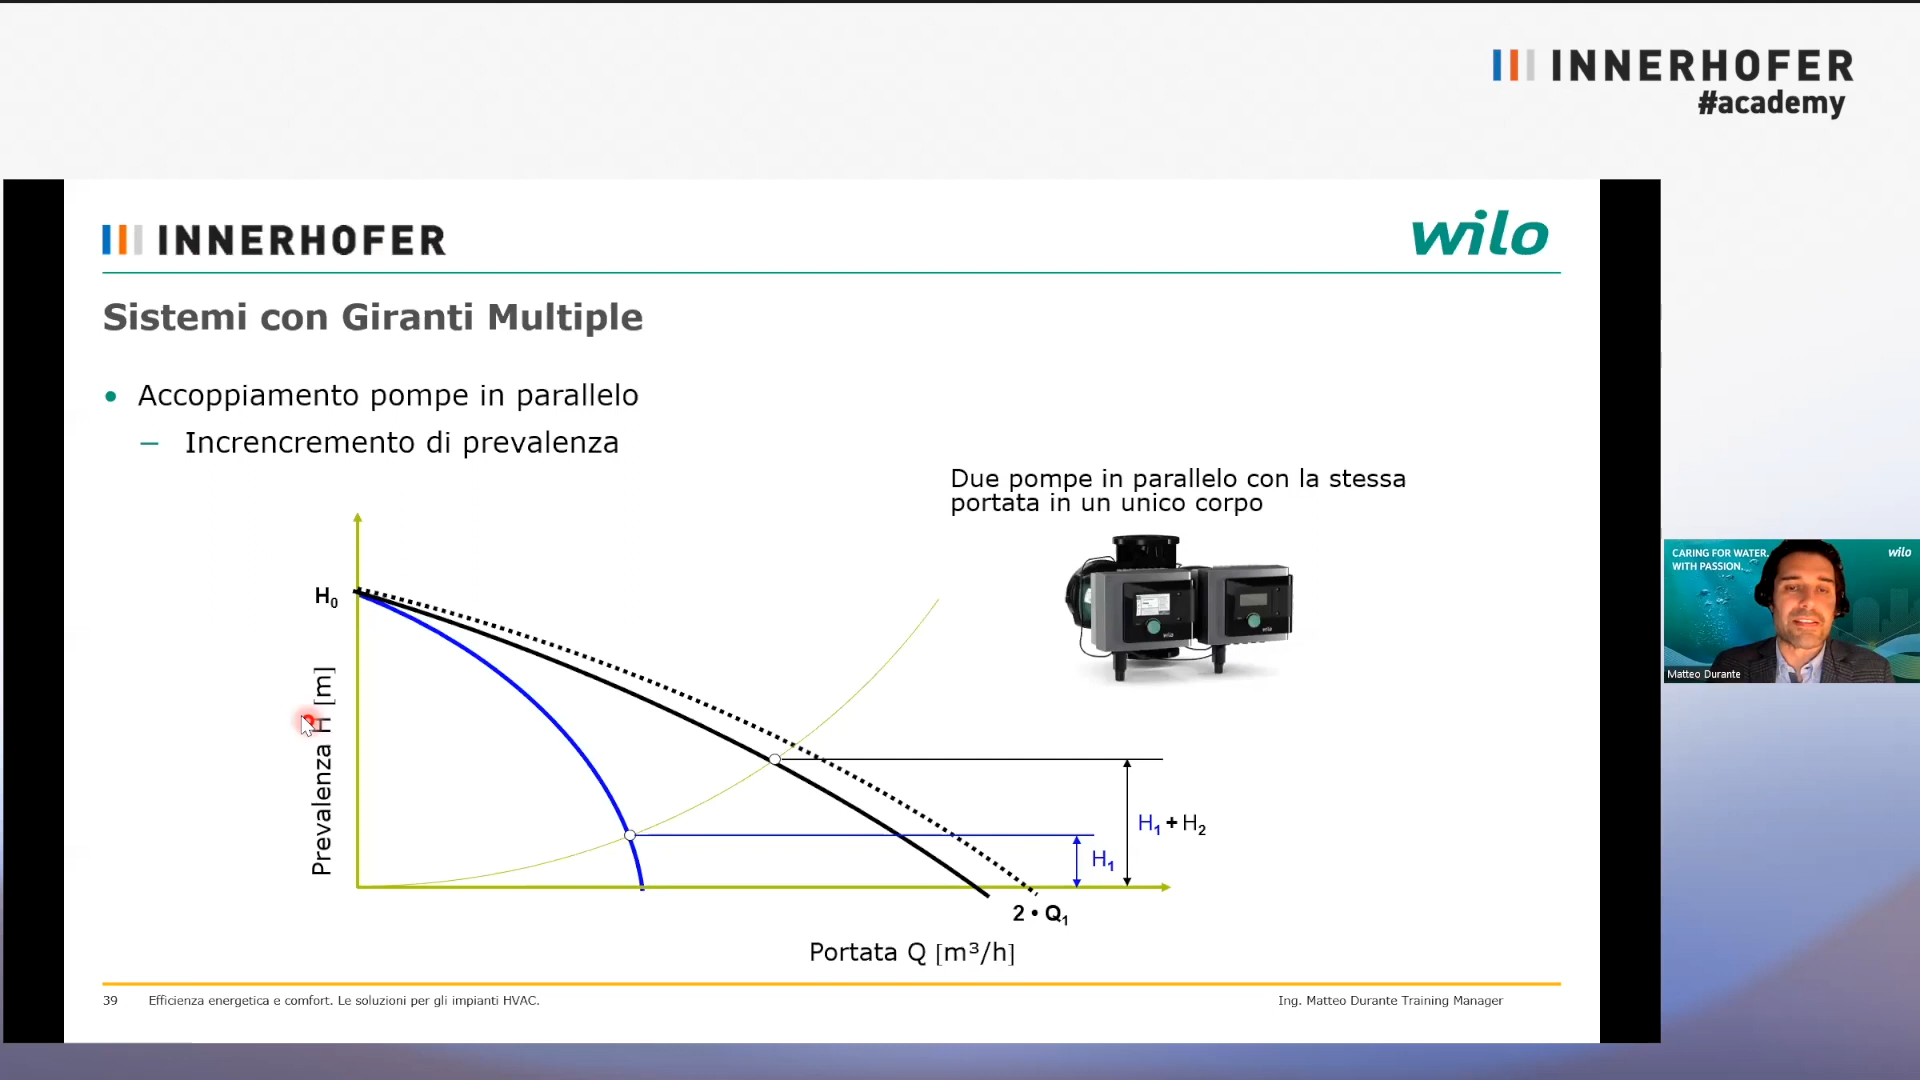 INNERHOFER
#academy
INNERHOFER
wilo
Sistemi con Giranti Multiple
• Accoppiamento pompe in parallelo
– Increncremento di prevalenza
Due pompe in parallelo con la stessa
portata in un unico corpo
H0
Prevalenza H [m]
H1 + H2
H1
2 • Q1
Portata Q [m³/h]
39 Efficienza energetica e comfort. Le soluzioni per gli impianti HVAC.
Ing. Matteo Durante Training Manager
CARING FOR WATER.
WITH PASSION.
wilo
Matteo Durante
wilo
wilo